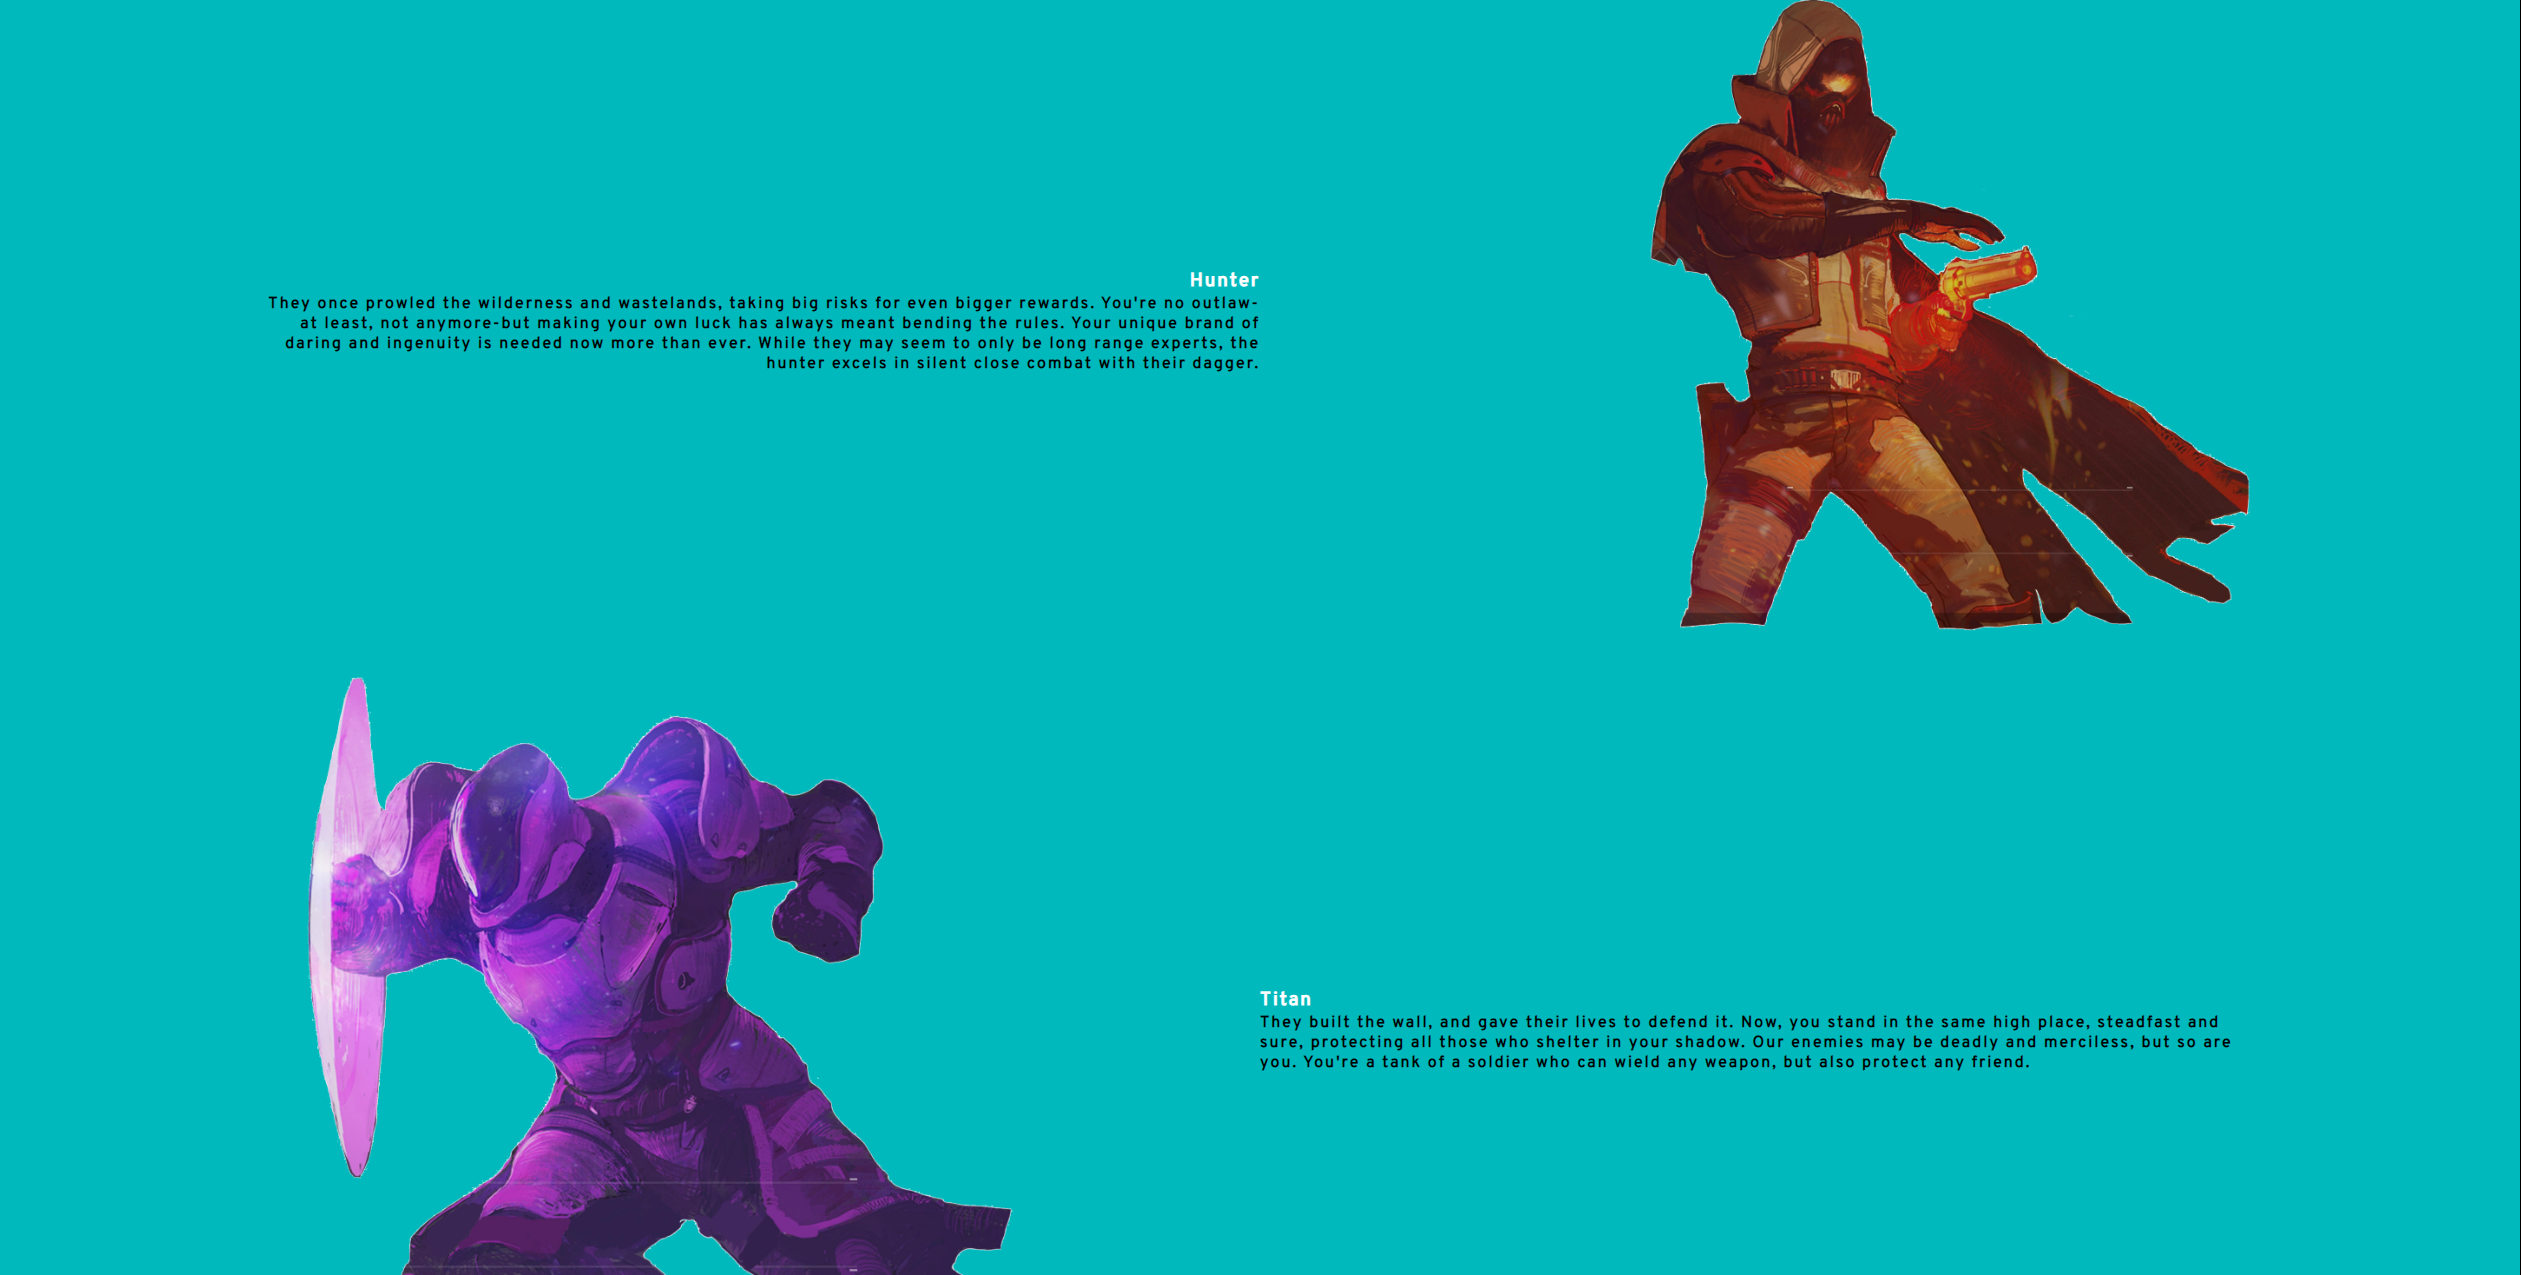 Hunter
They once prowled the wilderness and wastelands, taking big risks for even bigger rewards. You're no outlaw-
at least, not anymore-but making your own luck has always meant bending the rules. Your unique brand of
daring and ingenuity is needed now more than ever. While they may seem to only be long range experts, the
hunter excels in silent close combat with their dagger.
Titan
They built the wall, and gave their lives to defend it. Now, you stand in the same high place, steadfast and
sure, protecting all those who shelter in your shadow. Our enemies may be deadly and merciless, but so are
you. You're a tank of a soldier who can wield any weapon, but also protect any friend.